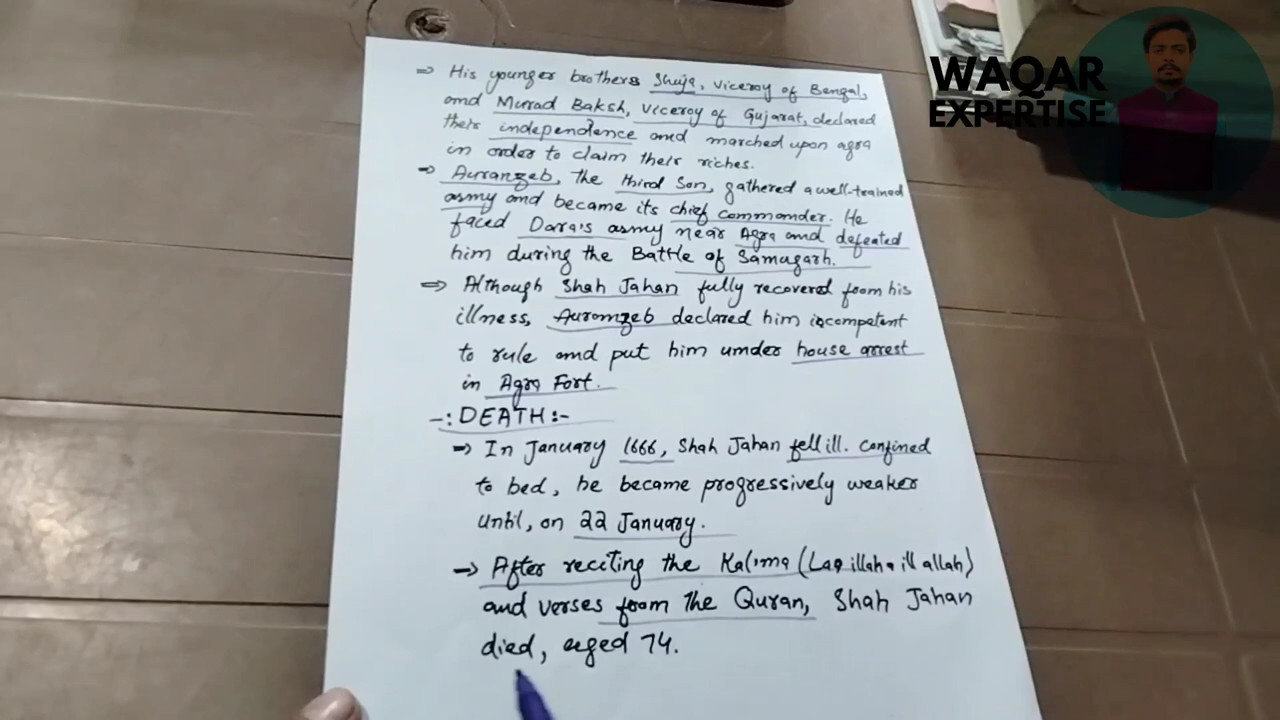 ⇒ His younger brothers Shuja, viceroy of Bengal,
and Murad Baksh, viceroy of Gujarat, declared
their independence and marched upon agra
in order to claim their riches.
⇒ Auranzeb, the third Son, gathered a well-trained
army and became its chief commander. He
faced Dara's army near Agra and defeated
him during the Battle of Samugarh.
⇒ Although Shah Jahan fully recovered from his
illness, Auromzeb declared him incompetent
to rule and put him under house arrest
in Agra Fort.
-:DEATH:-
→ In January 1666, Shah Jahan fell ill. confined
to bed, he became progressively weaker
until, on 22 January.
→ After reciting the Kalima (Laa illaha ill allah)
and verses from the Quran, Shah Jahan
died, aged 74.
WAQAR
EXPERTISE